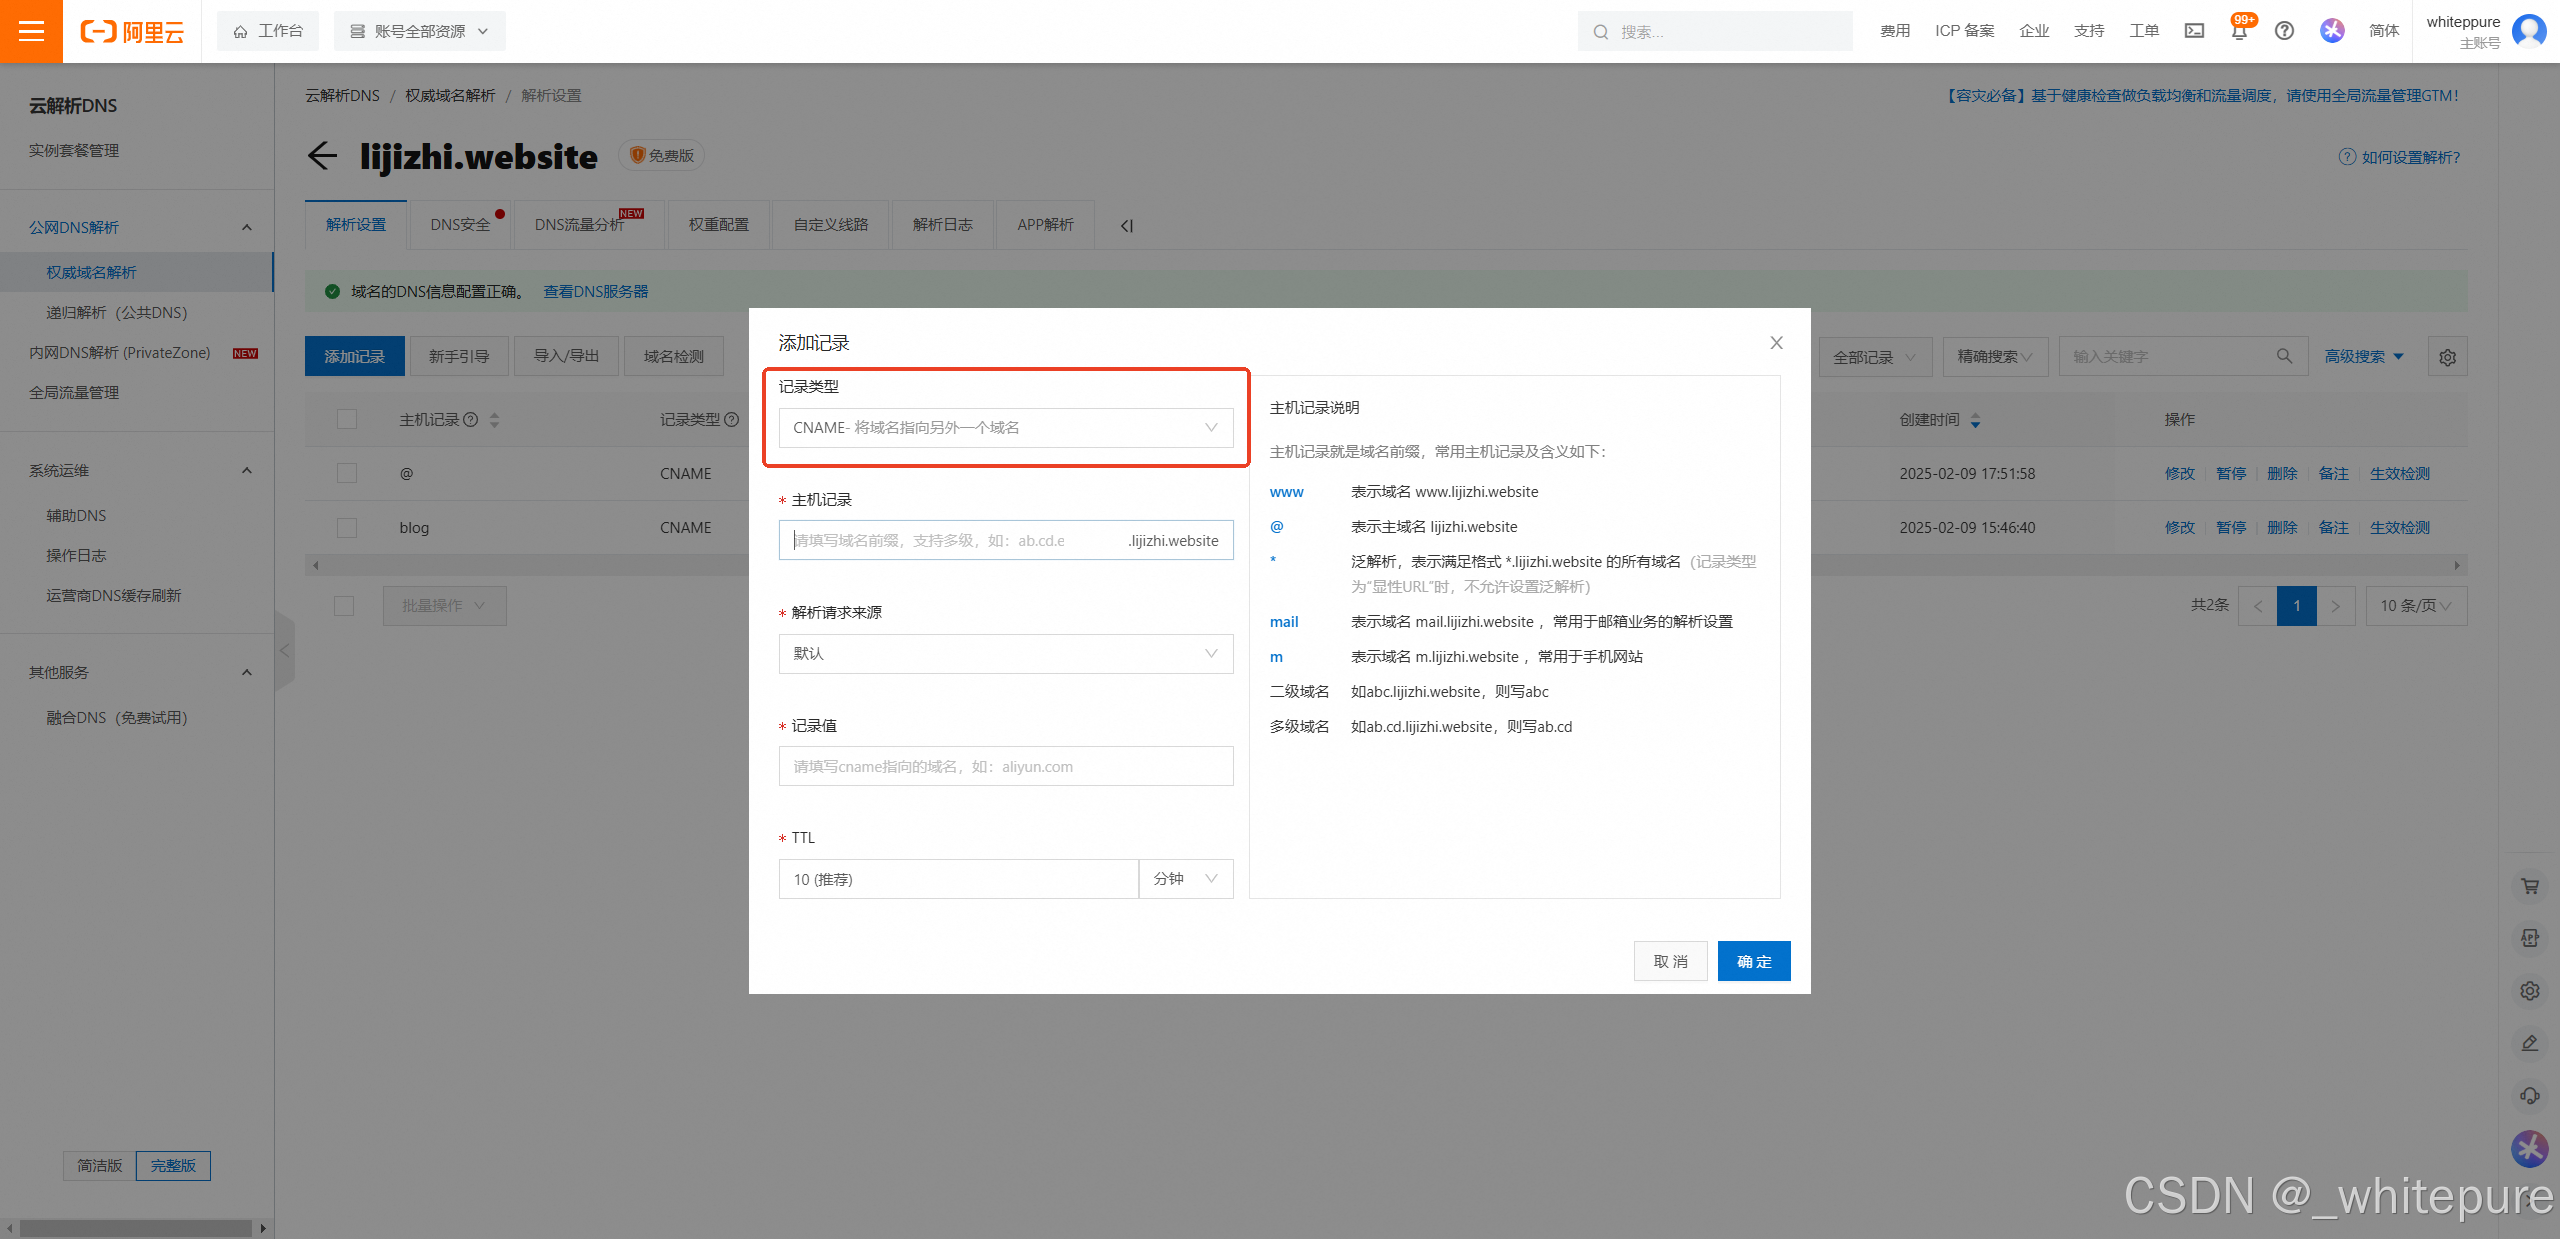 阿里云
工作台
账号全部资源
搜索...
费用
ICP 备案
企业
支持
工单
99+
简体
whiteppure
主账号
云解析DNS
实例套餐管理
公网DNS解析
权威域名解析
递归解析（公共DNS）
内网DNS解析 (PrivateZone) NEW
全局流量管理
系统运维
辅助DNS
操作日志
运营商DNS缓存刷新
其他服务
融合DNS（免费试用）
简洁版
完整版
云解析DNS / 权威域名解析 / 解析设置
【容灾必备】基于健康检查做负载均衡和流量调度，请使用全局流量管理GTM！
lijizhi.website
免费版
如何设置解析?
解析设置
DNS安全
DNS流量分析 NEW
权重配置
自定义线路
解析日志
APP解析
域名的DNS信息配置正确。 查看DNS服务器
添加记录
新手引导
导入/导出
域名检测
全部记录
精确搜索
输入关键字
高级搜索
主机记录
记录类型
创建时间
操作
@
CNAME
2025-02-09 17:51:58
修改 暂停 删除 备注 生效检测
blog
CNAME
2025-02-09 15:46:40
修改 暂停 删除 备注 生效检测
批量操作
共2条
1
10 条/页
添加记录
记录类型
CNAME- 将域名指向另外一个域名
* 主机记录
请填写域名前缀，支持多级，如：ab.cd.e
.lijizhi.website
* 解析请求来源
默认
* 记录值
请填写cname指向的域名，如：aliyun.com
* TTL
10 (推荐)
分钟
主机记录说明
主机记录就是域名前缀，常用主机记录及含义如下：
www 表示域名 www.lijizhi.website
@ 表示主域名 lijizhi.website
* 泛解析，表示满足格式 *.lijizhi.website 的所有域名（记录类型
为“显性URL”时，不允许设置泛解析)
mail 表示域名 mail.lijizhi.website ，常用于邮箱业务的解析设置
m 表示域名 m.lijizhi.website ，常用于手机网站
二级域名 如abc.lijizhi.website，则写abc
多级域名 如ab.cd.lijizhi.website，则写ab.cd
取 消
确 定
APP
CSDN @_whitepure